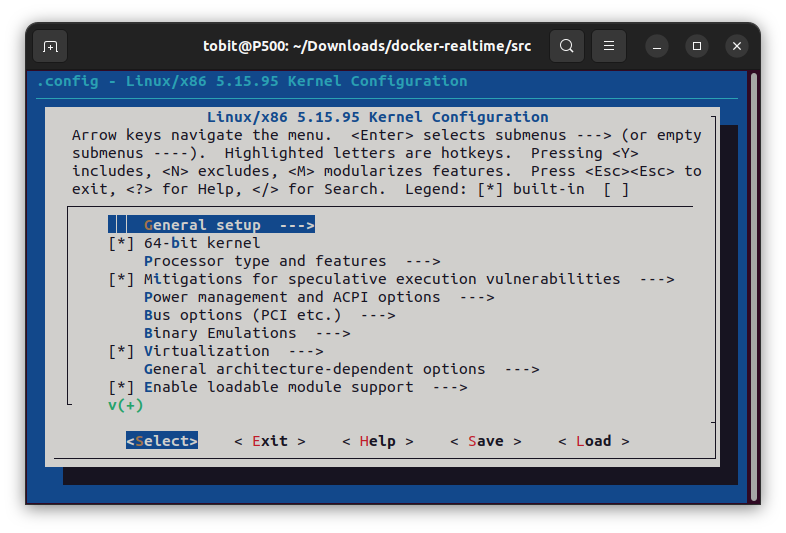 tobit@P500: ~/Downloads/docker-realtime/src
.config - Linux/x86 5.15.95 Kernel Configuration
Linux/x86 5.15.95 Kernel Configuration
Arrow keys navigate the menu.  <Enter> selects submenus ---> (or empty
submenus ----).  Highlighted letters are hotkeys.  Pressing <Y>
includes, <N> excludes, <M> modularizes features.  Press <Esc><Esc> to
exit, <?> for Help, </> for Search.  Legend: [*] built-in  [ ]
General setup  --->
[*] 64-bit kernel
Processor type and features  --->
[*] Mitigations for speculative execution vulnerabilities  --->
Power management and ACPI options  --->
Bus options (PCI etc.)  --->
Binary Emulations  --->
[*] Virtualization  --->
General architecture-dependent options  --->
[*] Enable loadable module support  --->
v(+)
<Select>    < Exit >    < Help >    < Save >    < Load >